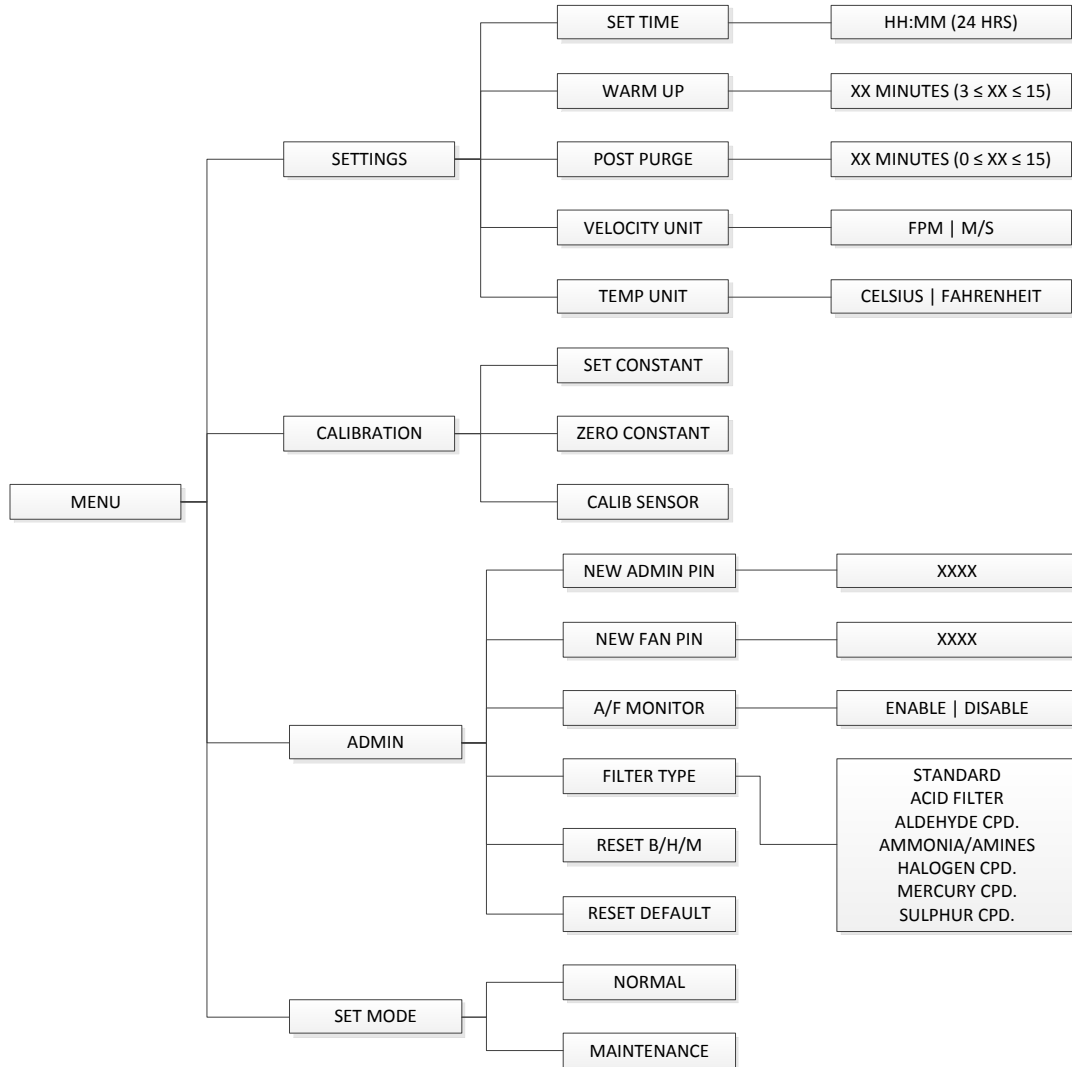 MENU
SETTINGS
SET TIME
HH:MM (24 HRS)
WARM UP
XX MINUTES (3 ≤ XX ≤ 15)
POST PURGE
XX MINUTES (0 ≤ XX ≤ 15)
VELOCITY UNIT
FPM | M/S
TEMP UNIT
CELSIUS | FAHRENHEIT
CALIBRATION
SET CONSTANT
ZERO CONSTANT
CALIB SENSOR
ADMIN
NEW ADMIN PIN
XXXX
NEW FAN PIN
XXXX
A/F MONITOR
ENABLE | DISABLE
FILTER TYPE
STANDARD
ACID FILTER
ALDEHYDE CPD.
AMMONIA/AMINES
HALOGEN CPD.
MERCURY CPD.
SULPHUR CPD.
RESET B/H/M
RESET DEFAULT
SET MODE
NORMAL
MAINTENANCE